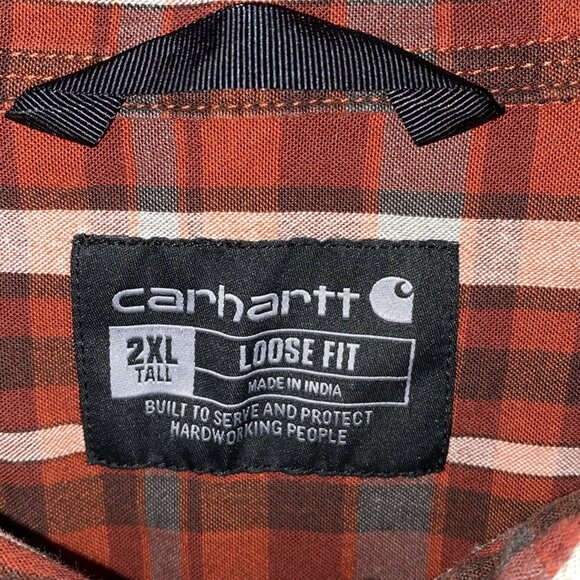 carhartt
2XL
TALL
LOOSE FIT
MADE IN INDIA
BUILT TO SERVE AND PROTECT
HARDWORKING PEOPLE